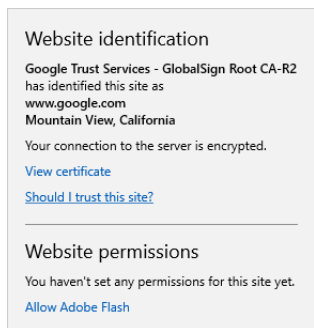 Website identification
Google Trust Services - GlobalSign Root CA-R2
has identified this site as
www.google.com
Mountain View, California
Your connection to the server is encrypted.
View certificate
Should I trust this site?
Website permissions
You haven't set any permissions for this site yet.
Allow Adobe Flash